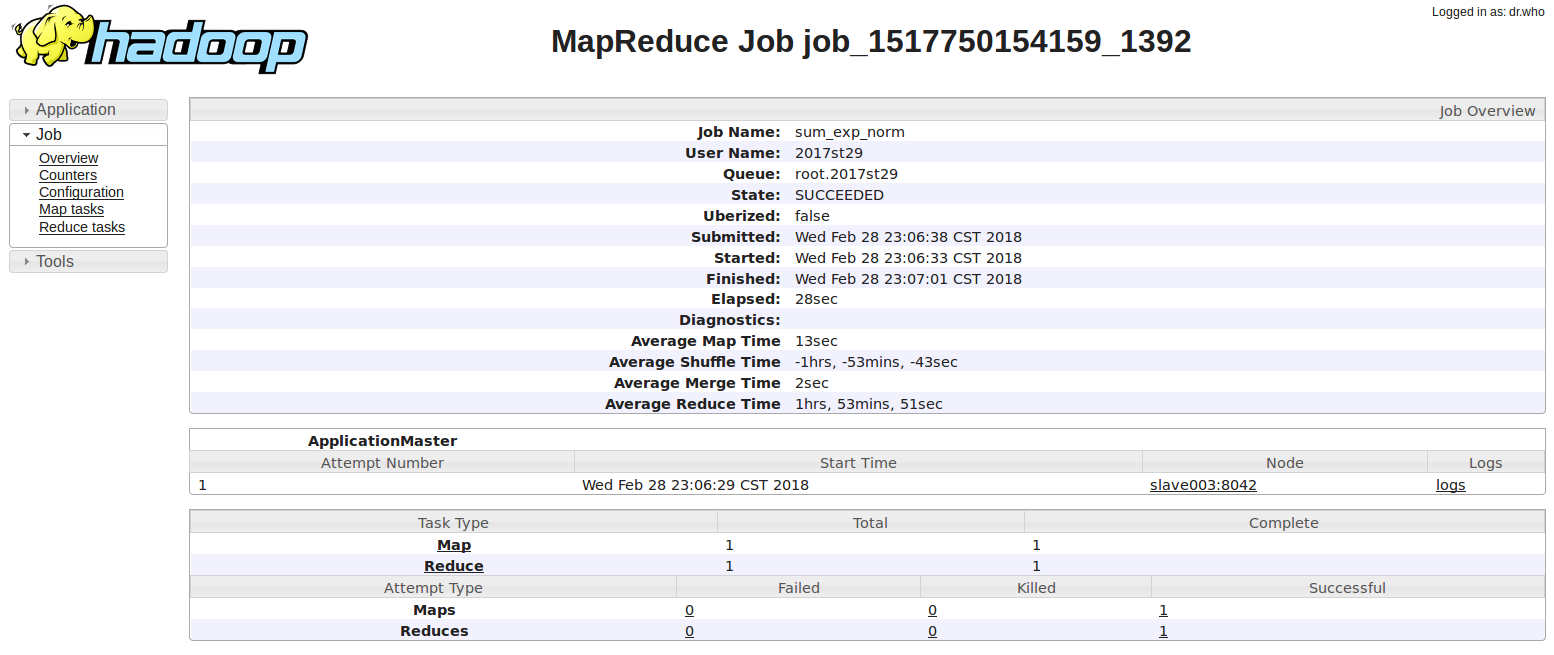 hadoop
Logged in as: dr.who
MapReduce Job job_1517750154159_1392
Application
Job
Overview
Counters
Configuration
Map tasks
Reduce tasks
Tools
Job Overview
Job Name: sum_exp_norm
User Name: 2017st29
Queue: root.2017st29
State: SUCCEEDED
Uberized: false
Submitted: Wed Feb 28 23:06:38 CST 2018
Started: Wed Feb 28 23:06:33 CST 2018
Finished: Wed Feb 28 23:07:01 CST 2018
Elapsed: 28sec
Diagnostics:
Average Map Time 13sec
Average Shuffle Time -1hrs, -53mins, -43sec
Average Merge Time 2sec
Average Reduce Time 1hrs, 53mins, 51sec
ApplicationMaster
Attempt Number Start Time Node Logs
1 Wed Feb 28 23:06:29 CST 2018 slave003:8042 logs
Task Type Total Complete
Map 1 1
Reduce 1 1
Attempt Type Failed Killed Successful
Maps 0 0 1
Reduces 0 0 1